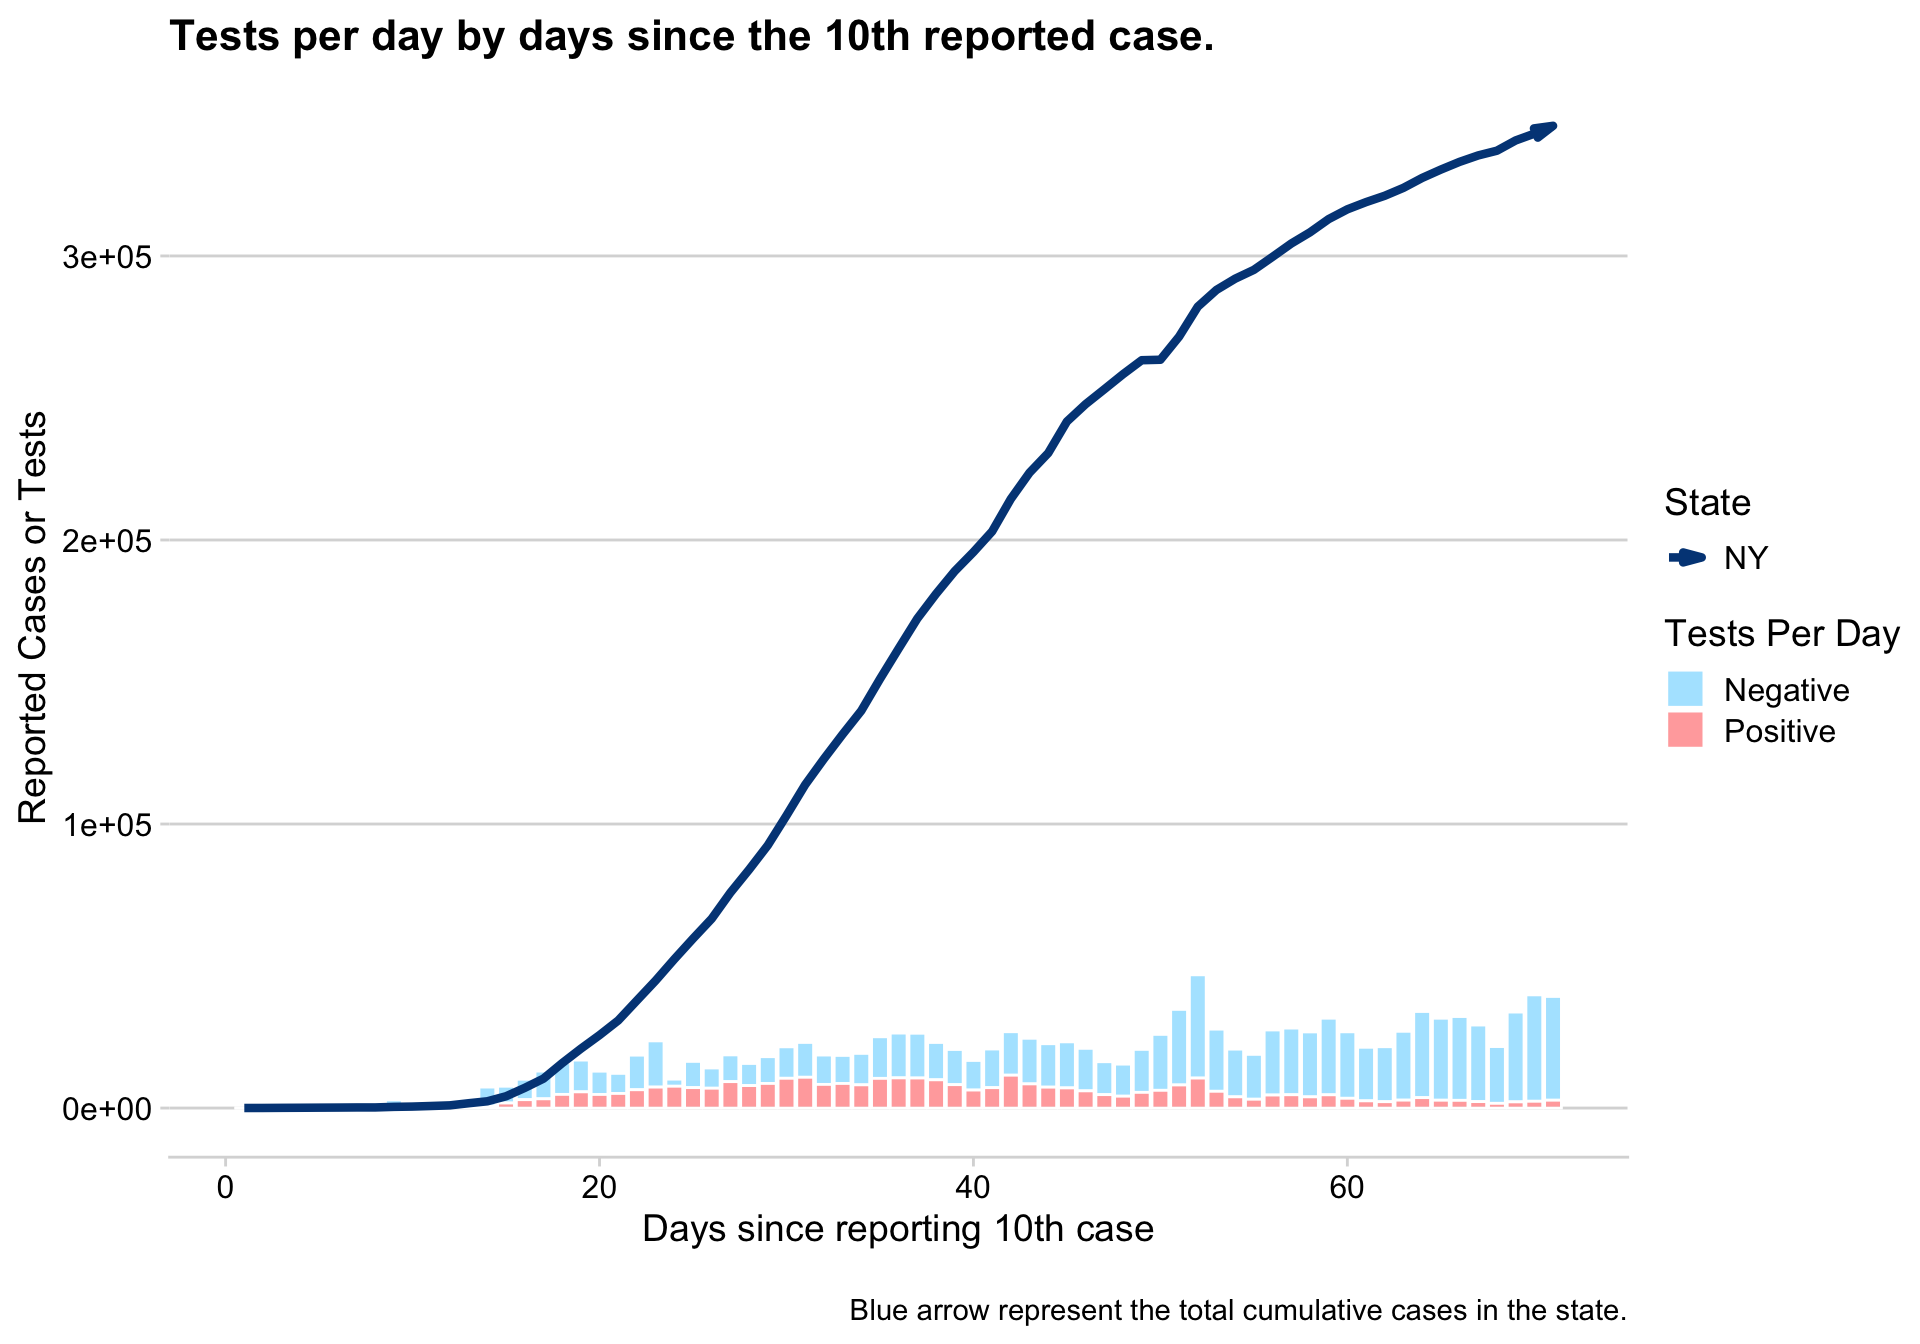 Tests per day by days since the 10th reported case.
Reported Cases or Tests
3e+05
2e+05
1e+05
0e+00
0 20 40 60
Days since reporting 10th case
State
NY
Tests Per Day
Negative
Positive
Blue arrow represent the total cumulative cases in the state.